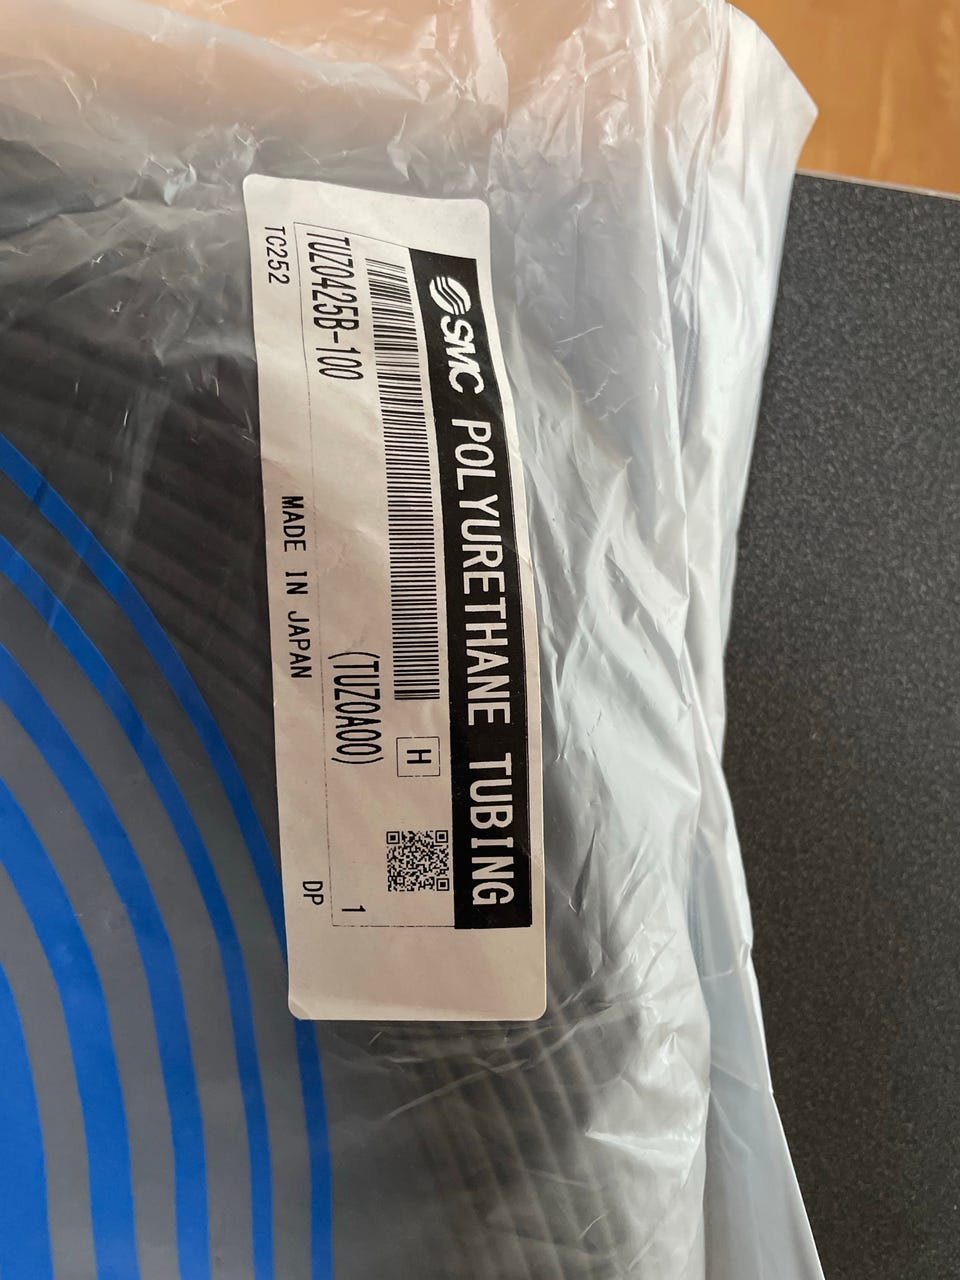 SMC POLYURETHANE TUBING
H
TUZ0425B-100 (TUZ0A00) 1
TC252 MADE IN JAPAN DP